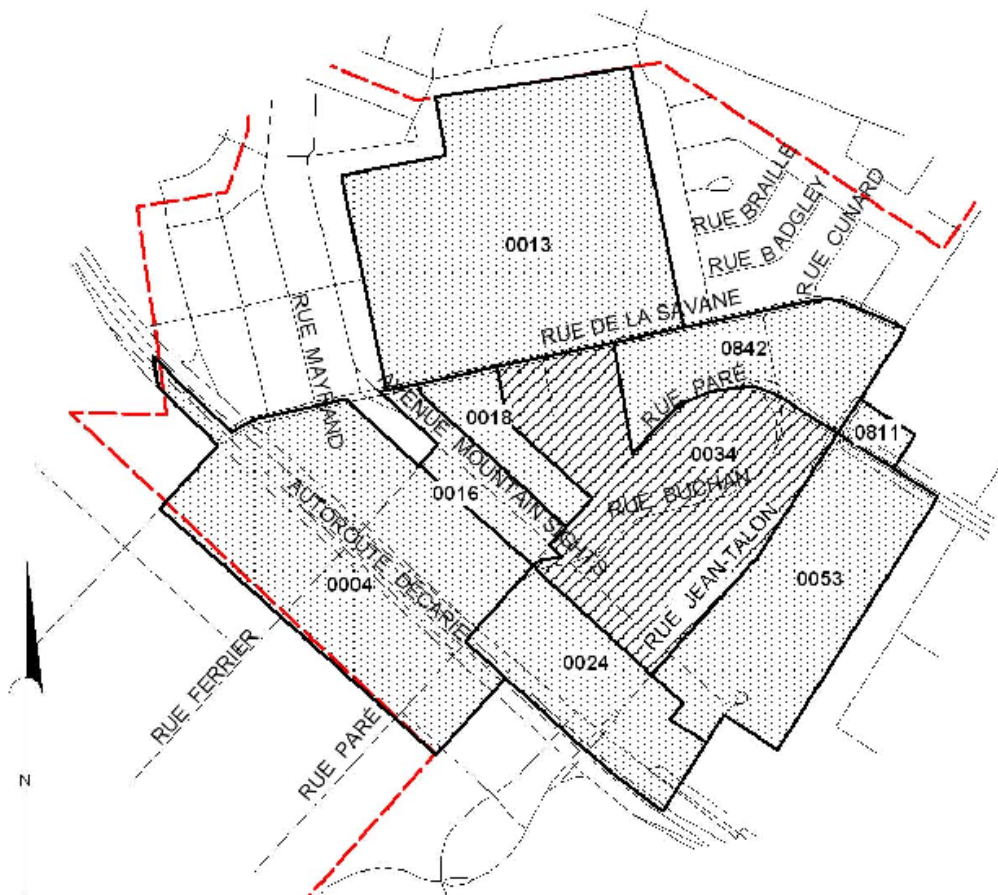 0013
RUE BRAILLE
RUE BADGLEY
RUE CUNARD
RUE DE LA SAVANE
RUE MAYRAND
0842
RUE PARÉ
AVENUE MOUNTAIN SIGHTS
0018
0811
0034
0016
RUE BUCHAN
AUTOROUTE DÉCARIE
0004
RUE JEAN-TALON
0053
0024
RUE FERRIER
RUE PARÉ
N